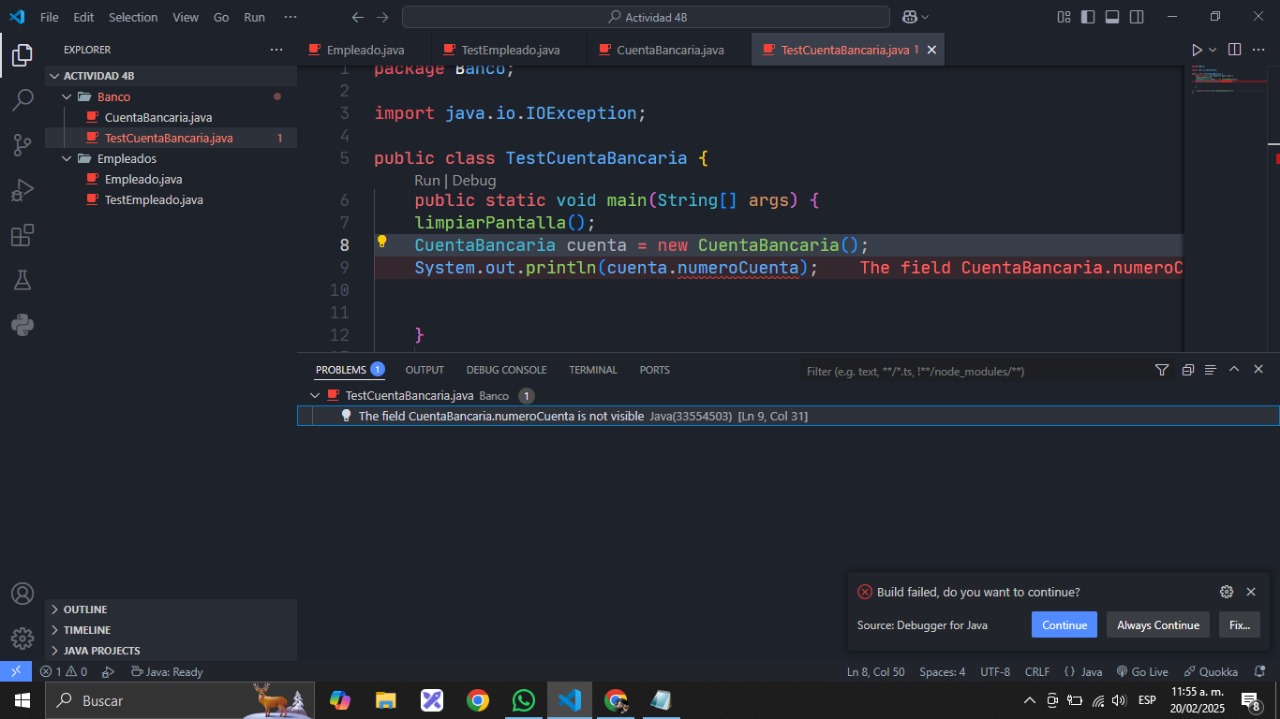 File Edit Selection View Go Run ··· Actividad 4B
EXPLORER ···
ACTIVIDAD 4B
Banco
CuentaBancaria.java
TestCuentaBancaria.java 1
Empleados
Empleado.java
TestEmpleado.java
OUTLINE
TIMELINE
JAVA PROJECTS
Empleado.java TestEmpleado.java CuentaBancaria.java TestCuentaBancaria.java 1
1 package Banco;
2
3 import java.io.IOException;
4
5 public class TestCuentaBancaria {
Run | Debug
6 public static void main(String[] args) {
7 limpiarPantalla();
8 CuentaBancaria cuenta = new CuentaBancaria();
9 System.out.println(cuenta.numeroCuenta); The field CuentaBancaria.numeroC
10
11
12 }
PROBLEMS 1 OUTPUT DEBUG CONSOLE TERMINAL PORTS Filter (e.g. text, **/*.ts, !**/node_modules/**)
TestCuentaBancaria.java Banco 1
The field CuentaBancaria.numeroCuenta is not visible Java(33554503) [Ln 9, Col 31]
Build failed, do you want to continue?
Source: Debugger for Java Continue Always Continue Fix...
1 0 Java: Ready Ln 8, Col 50 Spaces: 4 UTF-8 CRLF {} Java Go Live Quokka
Buscar ESP 11:55 a. m.
20/02/2025 8